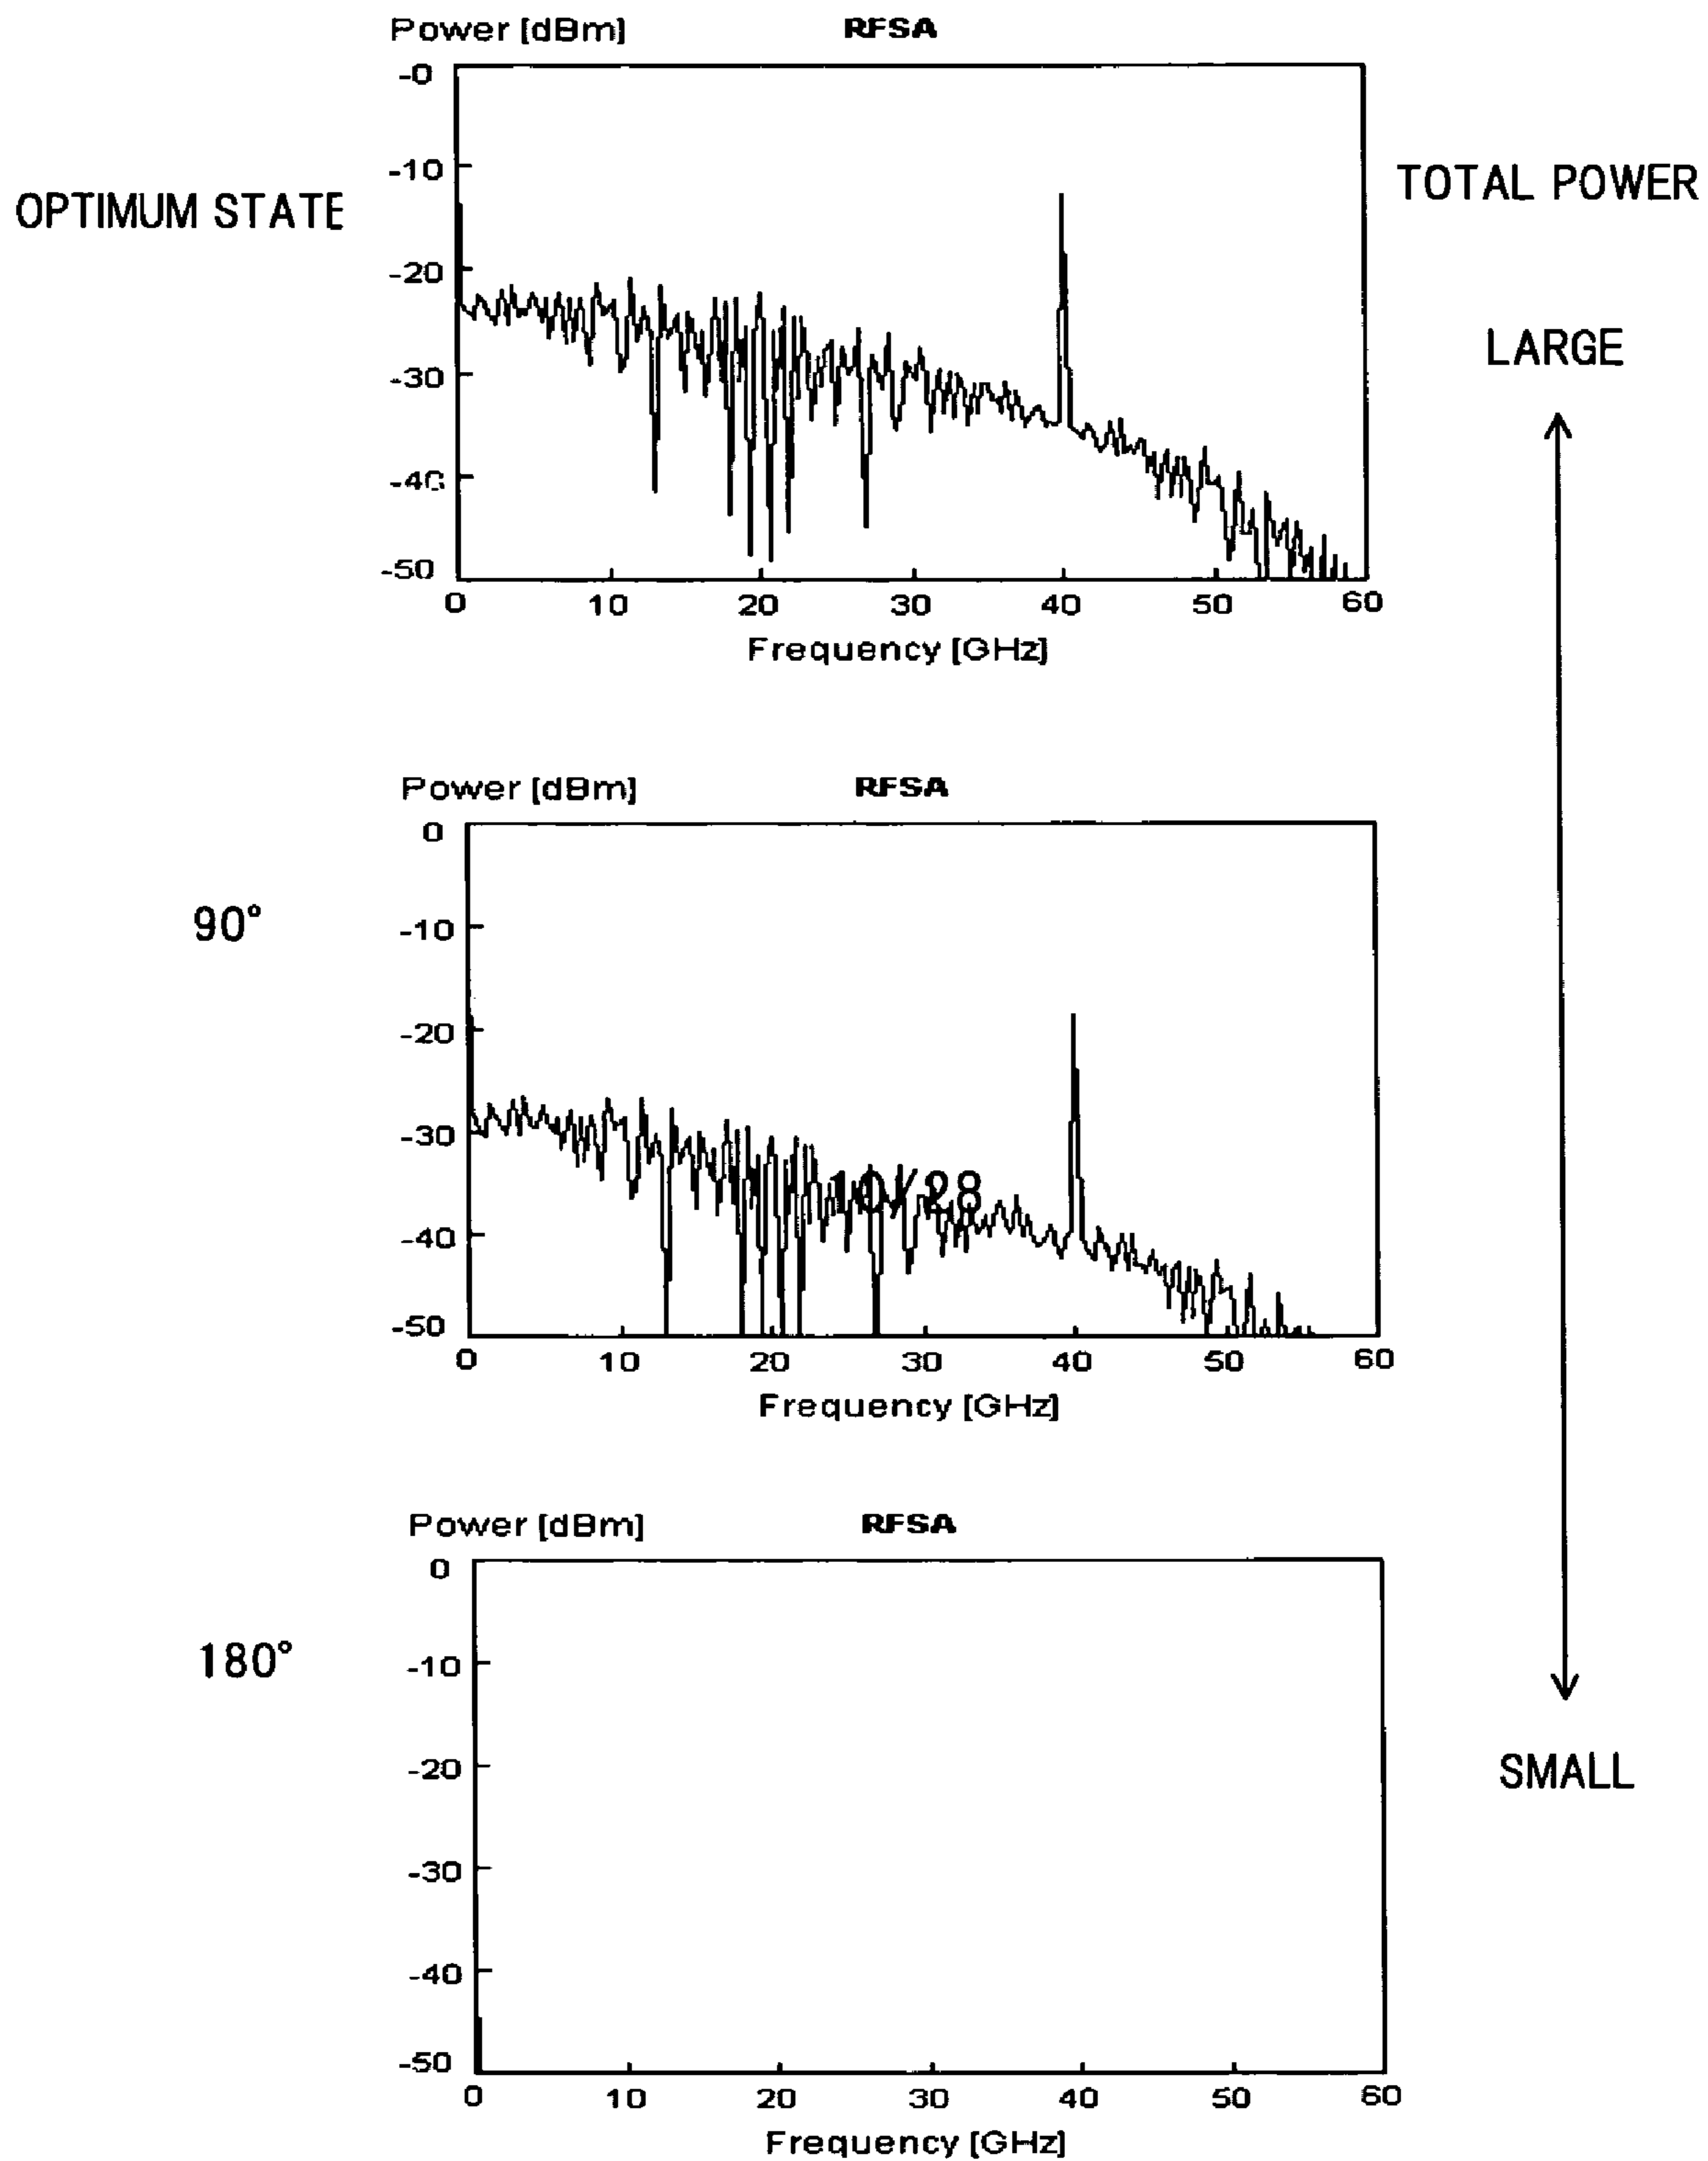 Power [dBm] RFSA
-0
-10
-20
-30
-40
-50
0 10 20 30 40 50 60
Frequency [GHz]
OPTIMUM STATE
TOTAL POWER
LARGE
Power [dBm] RFSA
0
-10
-20
-30
-40
-50
0 10 20 30 40 50 60
Frequency [GHz]
90°
10/28
Power [dBm] RFSA
0
-10
-20
-30
-40
-50
0 10 20 30 40 50 60
Frequency [GHz]
180°
SMALL